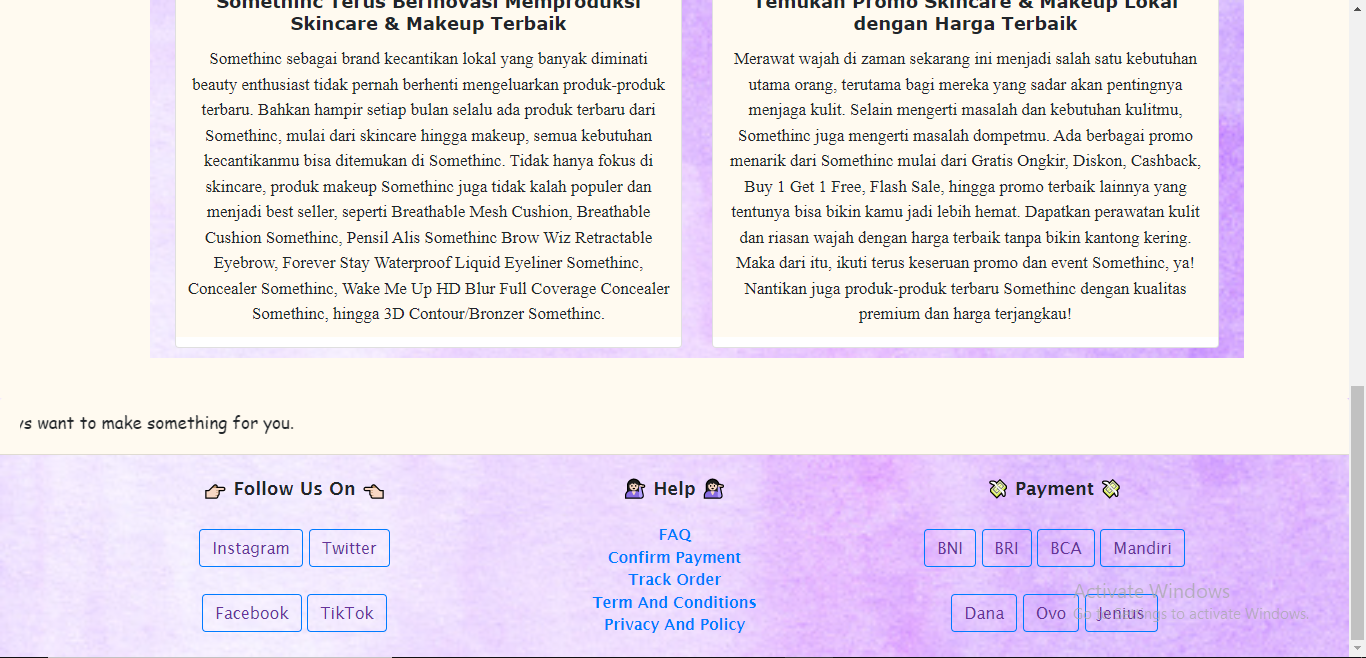 Somethinc Terus Berinovasi Memproduksi
Skincare & Makeup Terbaik
Somethinc sebagai brand kecantikan lokal yang banyak diminati
beauty enthusiast tidak pernah berhenti mengeluarkan produk-produk
terbaru. Bahkan hampir setiap bulan selalu ada produk terbaru dari
Somethinc, mulai dari skincare hingga makeup, semua kebutuhan
kecantikanmu bisa ditemukan di Somethinc. Tidak hanya fokus di
skincare, produk makeup Somethinc juga tidak kalah populer dan
menjadi best seller, seperti Breathable Mesh Cushion, Breathable
Cushion Somethinc, Pensil Alis Somethinc Brow Wiz Retractable
Eyebrow, Forever Stay Waterproof Liquid Eyeliner Somethinc,
Concealer Somethinc, Wake Me Up HD Blur Full Coverage Concealer
Somethinc, hingga 3D Contour/Bronzer Somethinc.
Temukan Promo Skincare & Makeup Lokal
dengan Harga Terbaik
Merawat wajah di zaman sekarang ini menjadi salah satu kebutuhan
utama orang, terutama bagi mereka yang sadar akan pentingnya
menjaga kulit. Selain mengerti masalah dan kebutuhan kulitmu,
Somethinc juga mengerti masalah dompetmu. Ada berbagai promo
menarik dari Somethinc mulai dari Gratis Ongkir, Diskon, Cashback,
Buy 1 Get 1 Free, Flash Sale, hingga promo terbaik lainnya yang
tentunya bisa bikin kamu jadi lebih hemat. Dapatkan perawatan kulit
dan riasan wajah dengan harga terbaik tanpa bikin kantong kering.
Maka dari itu, ikuti terus keseruan promo dan event Somethinc, ya!
Nantikan juga produk-produk terbaru Somethinc dengan kualitas
premium dan harga terjangkau!
want to make something for you.
Follow Us On
Instagram Twitter
Facebook TikTok
Help
FAQ
Confirm Payment
Track Order
Term And Conditions
Privacy And Policy
Payment
BNI BRI BCA Mandiri
Dana Ovo Jenius
Activate Windows
Go to Settings to activate Windows.